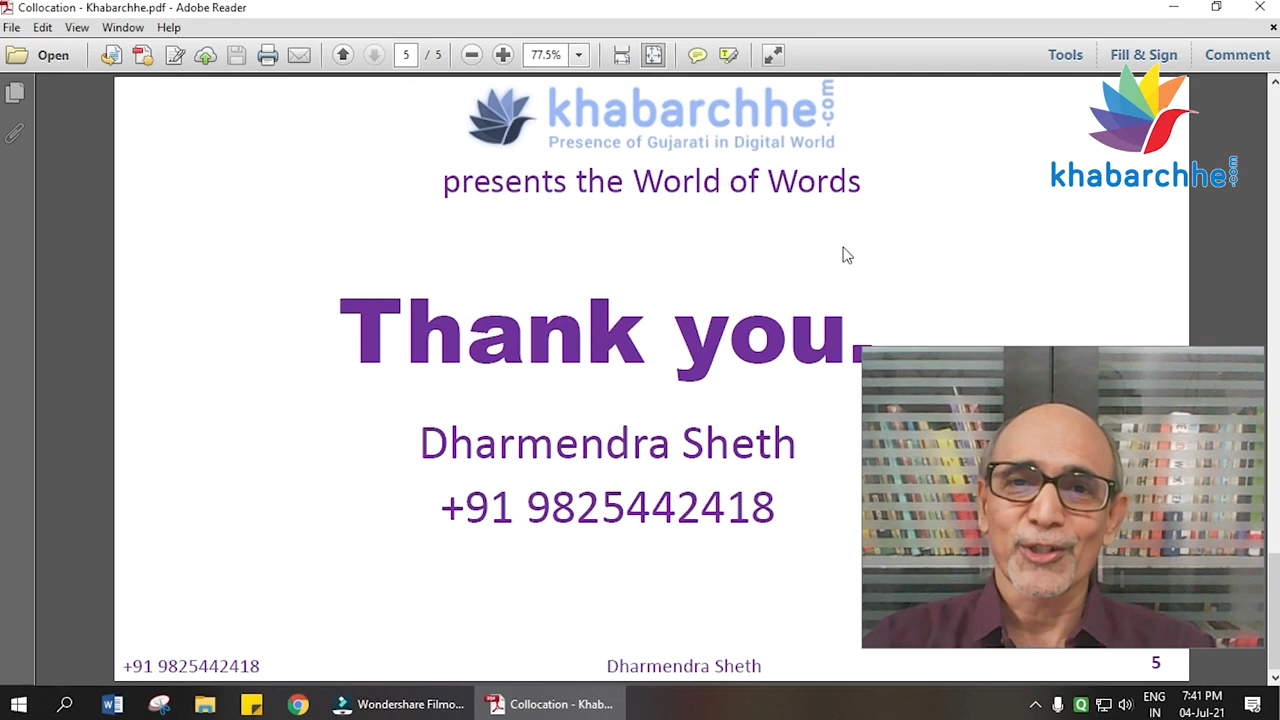 Collocation - Khabarchhe.pdf - Adobe Reader
File Edit View Window Help
Open 5 / 5 77.5% Tools Fill & Sign Comment
khabarchhe.com
Presence of Gujarati in Digital World
khabarchhe.com
presents the World of Words
Thank you.
Dharmendra Sheth
+91 9825442418
+91 9825442418 Dharmendra Sheth 5
Wondershare Filmo... Collocation - Khab...
ENG 7:41 PM
IN 04-Jul-21